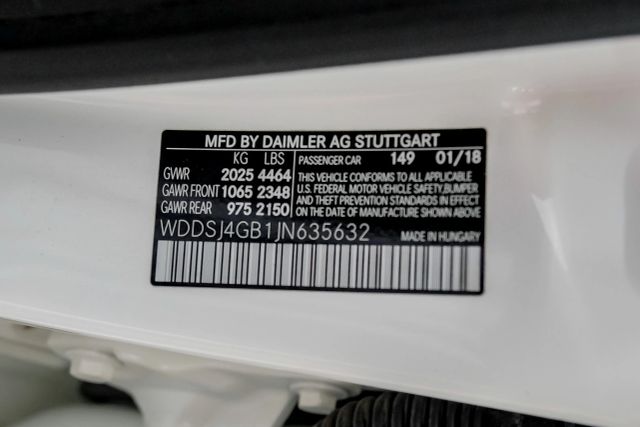 MFD BY DAIMLER AG STUTTGART
KG LBS PASSENGER CAR 149 01/18
GVWR 2025 4464 THIS VEHICLE CONFORMS TO ALL APPLICABLE
GAWR FRONT 1065 2348 U.S. FEDERAL MOTOR VEHICLE SAFETY,BUMPER
AND THEFT PREVENTION STANDARDS IN EFFECT
GAWR REAR 975 2150 ON THE DATE OF MANUFACTURE SHOWN ABOVE.
WDDSJ4GB1JN635632 MADE IN HUNGARY